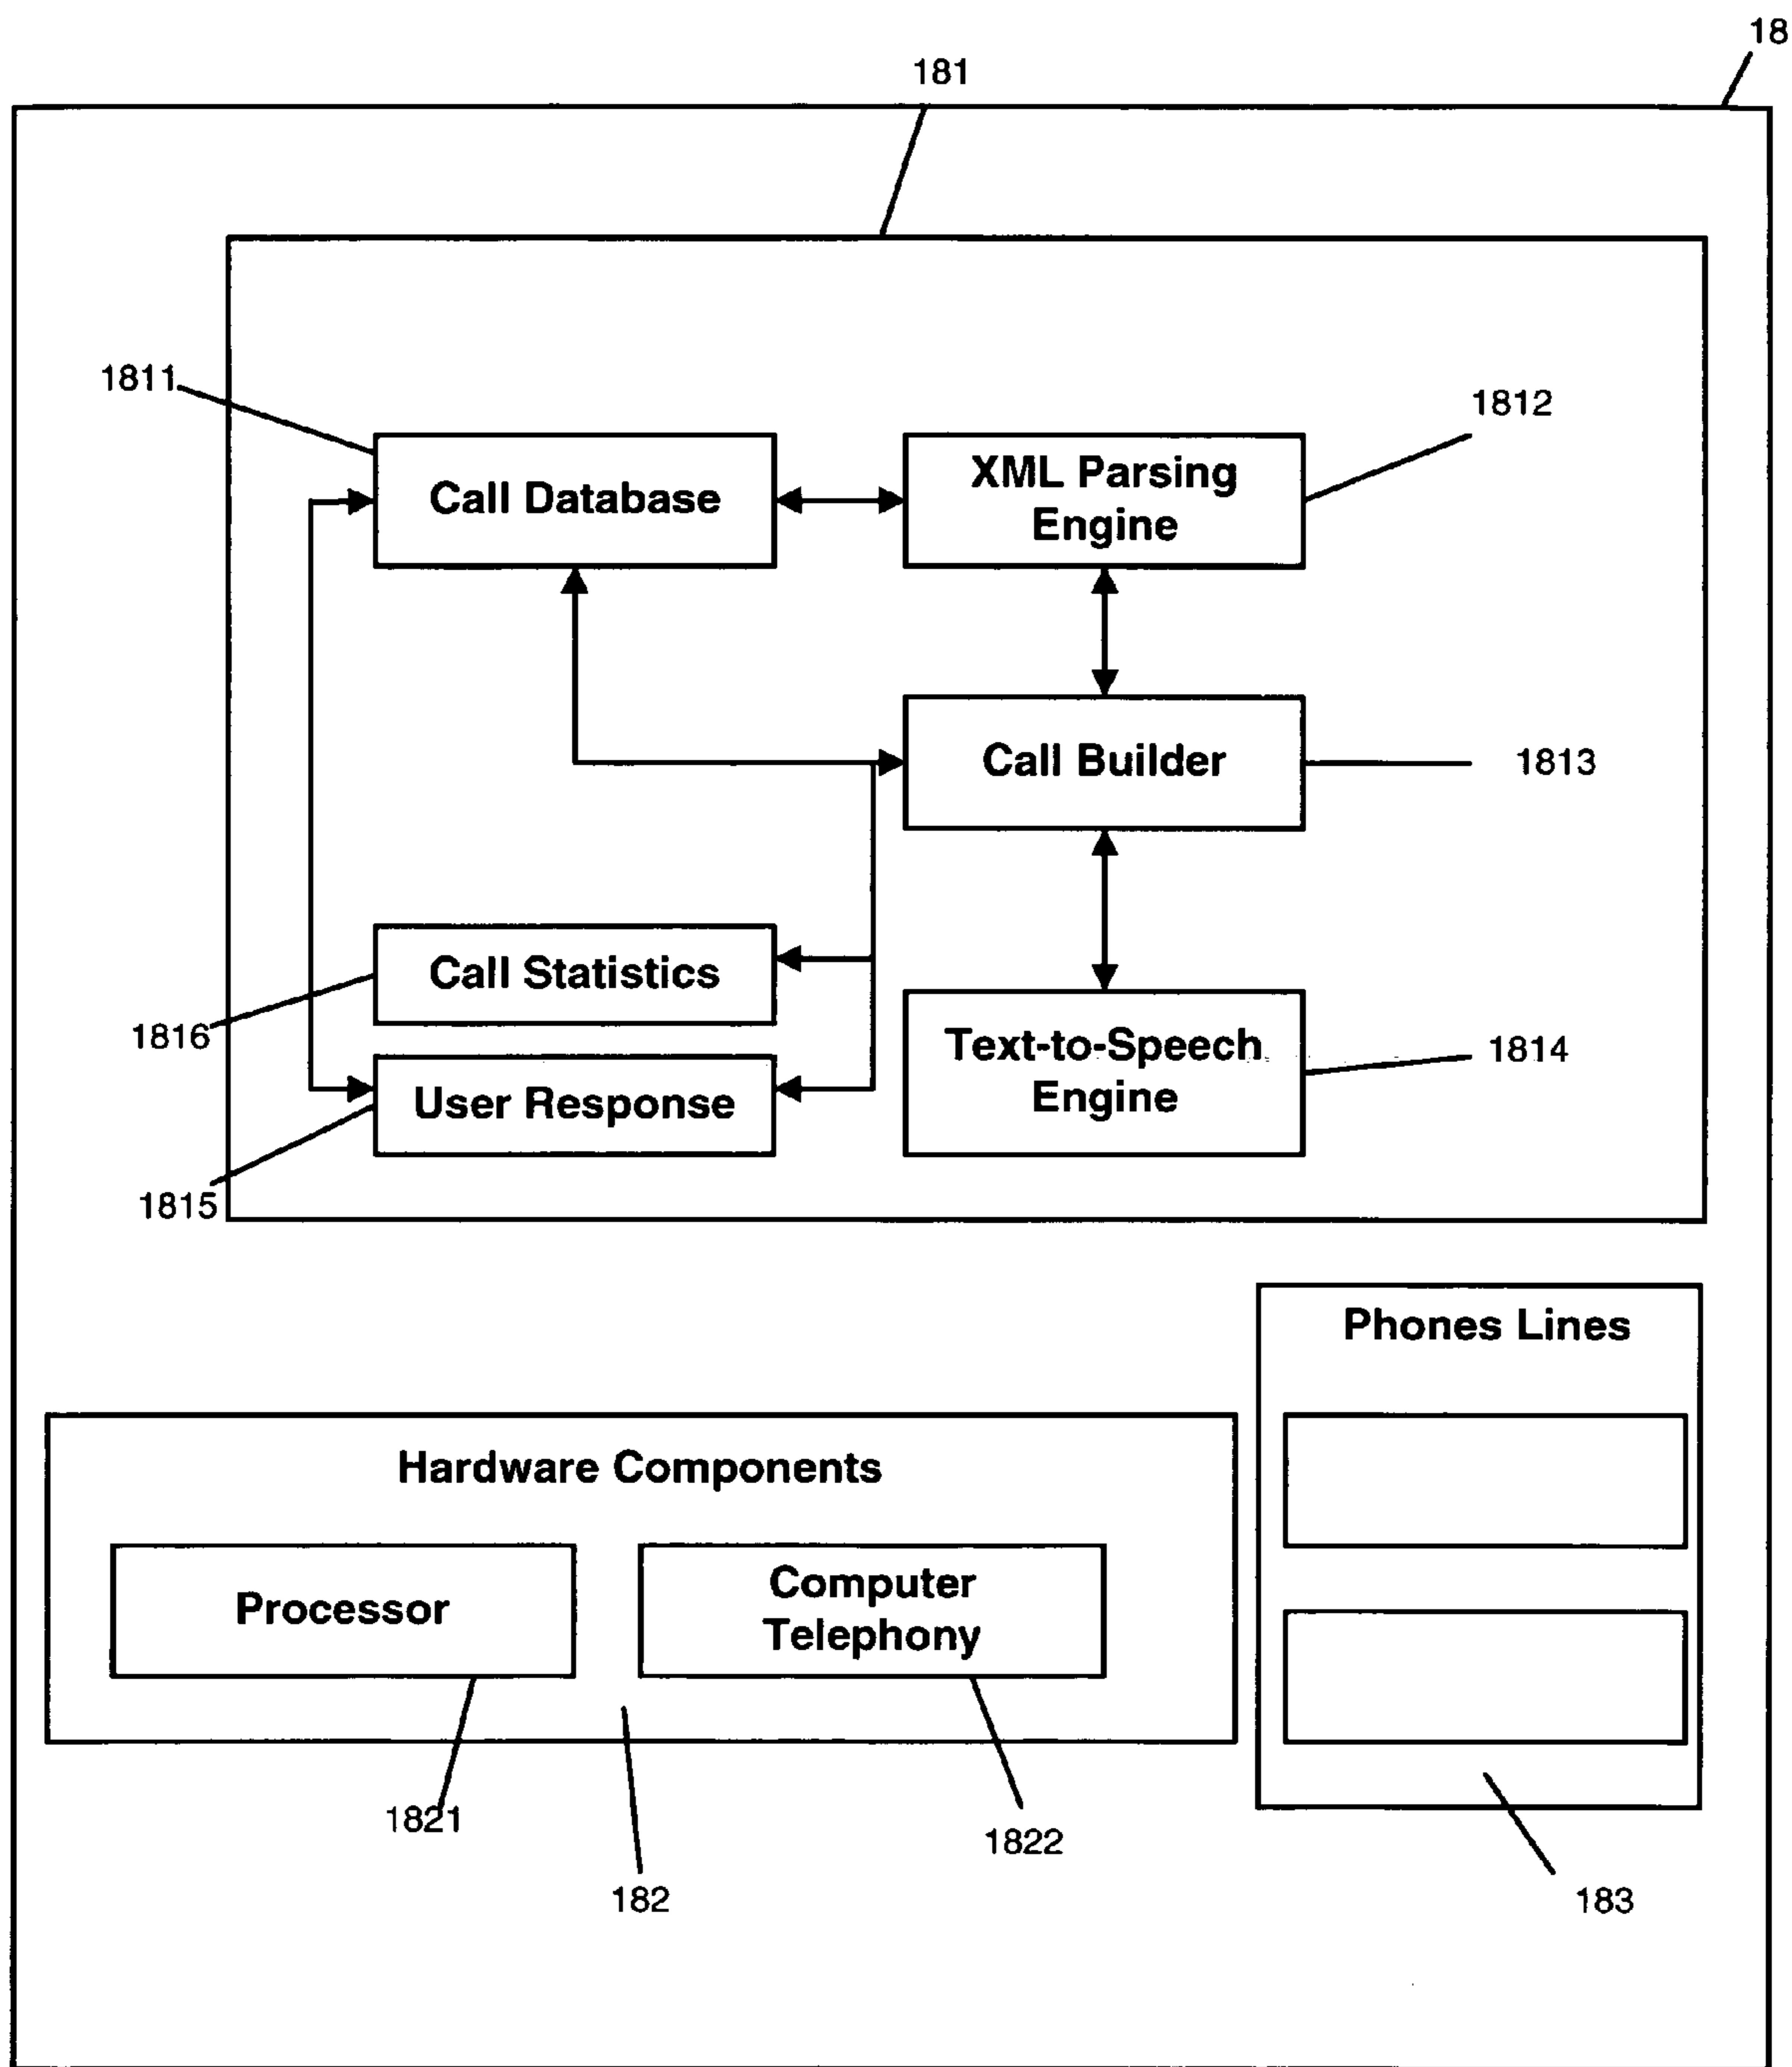 18
181
1811
1812
Call Database
XML Parsing
Engine
Call Builder
1813
Call Statistics
1816
Text-to-Speech
Engine
1814
User Response
1815
Phones Lines
Hardware Components
Processor
Computer
Telephony
1821
1822
182
183